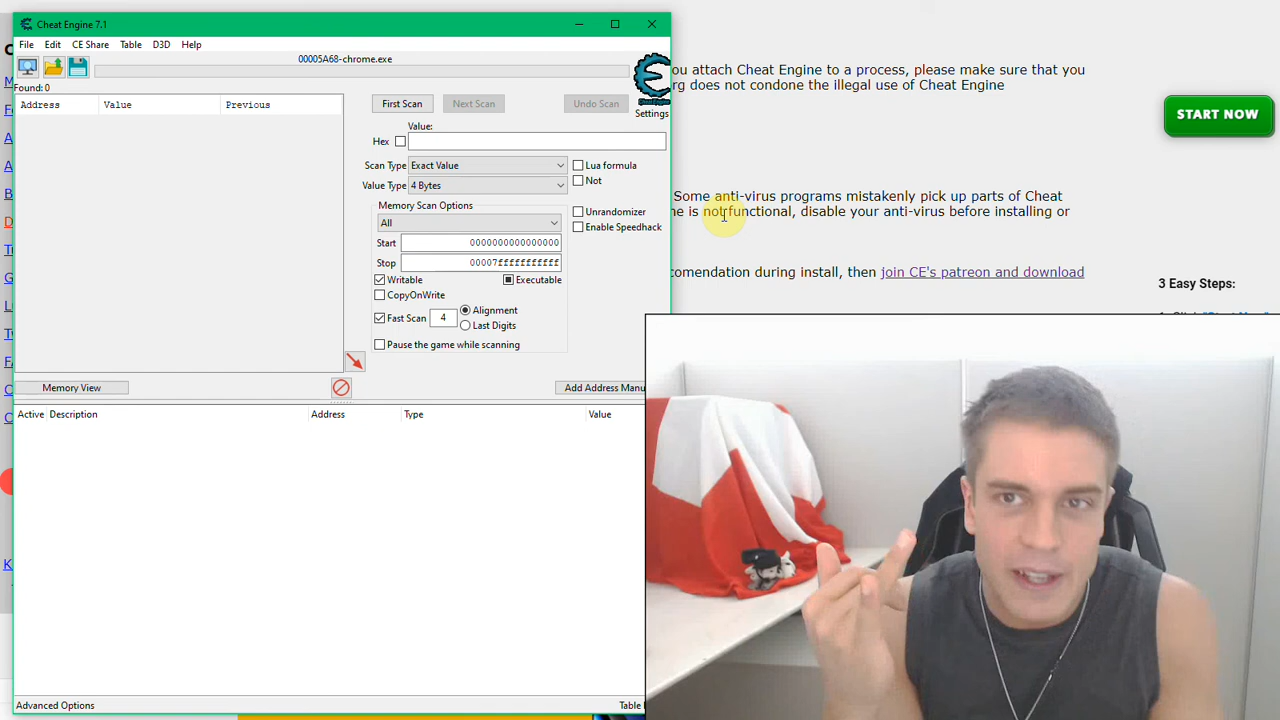 Cheat Engine 7.1
File Edit CE Share Table D3D Help
00005A68-chrome.exe
Found: 0
Address Value Previous
First Scan Next Scan Undo Scan
Settings
Value:
Hex
Scan Type Exact Value Lua formula
Value Type 4 Bytes Not
Memory Scan Options
All Unrandomizer
Enable Speedhack
Start 0000000000000000
Stop 00007fffffffffff
Writable Executable
CopyOnWrite
Fast Scan 4 Alignment
Last Digits
Pause the game while scanning
Memory View Add Address Manu
Active Description Address Type Value
Advanced Options Table
ou attach Cheat Engine to a process, please make sure that you
rg does not condone the illegal use of Cheat Engine
START NOW
Some anti-virus programs mistakenly pick up parts of Cheat
ne is not functional, disable your anti-virus before installing or
comendation during install, then join CE's patreon and download
3 Easy Steps: